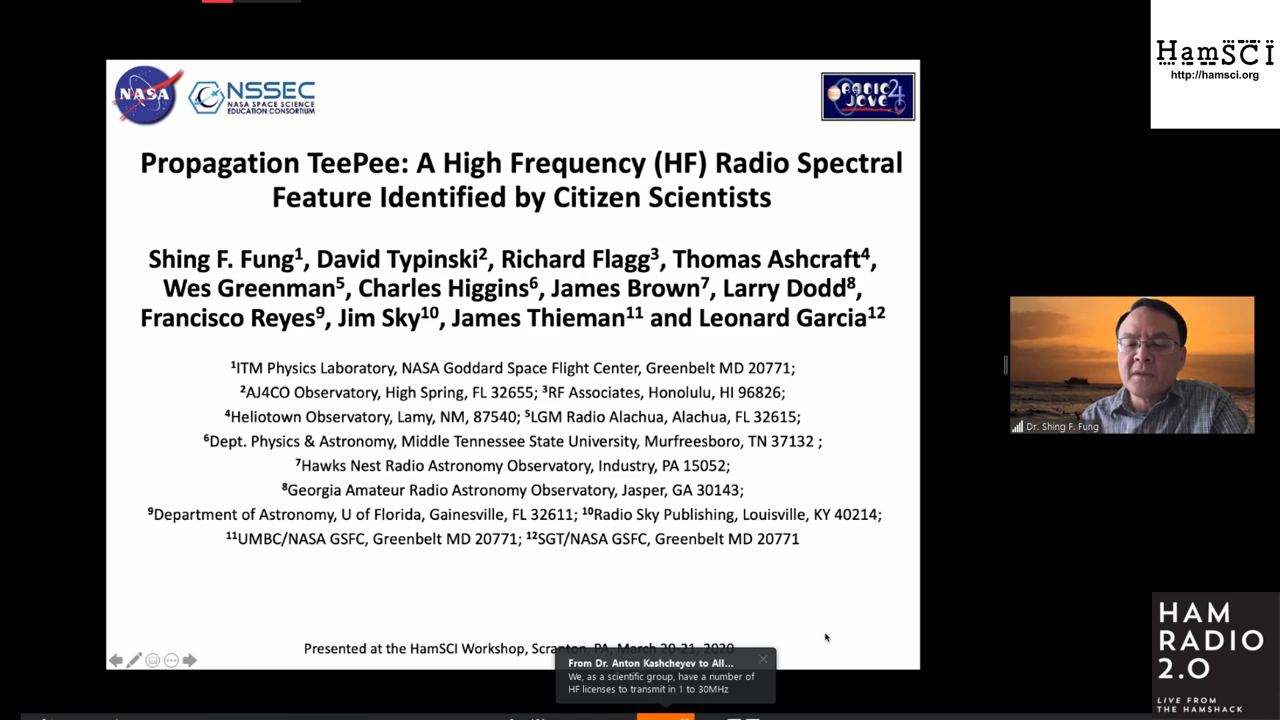 HamSCI
http://hamsci.org
NASA
NSSEC
NASA SPACE SCIENCE
EDUCATION CONSORTIUM
RADIO
JOVE
Propagation TeePee: A High Frequency (HF) Radio Spectral
Feature Identified by Citizen Scientists
Shing F. Fung1, David Typinski2, Richard Flagg3, Thomas Ashcraft4,
Wes Greenman5, Charles Higgins6, James Brown7, Larry Dodd8,
Francisco Reyes9, Jim Sky10, James Thieman11 and Leonard Garcia12
1ITM Physics Laboratory, NASA Goddard Space Flight Center, Greenbelt MD 20771;
2AJ4CO Observatory, High Spring, FL 32655; 3RF Associates, Honolulu, HI 96826;
4Heliotown Observatory, Lamy, NM, 87540; 5LGM Radio Alachua, Alachua, FL 32615;
6Dept. Physics & Astronomy, Middle Tennessee State University, Murfreesboro, TN 37132 ;
7Hawks Nest Radio Astronomy Observatory, Industry, PA 15052;
8Georgia Amateur Radio Astronomy Observatory, Jasper, GA 30143;
9Department of Astronomy, U of Florida, Gainesville, FL 32611; 10Radio Sky Publishing, Louisville, KY 40214;
11UMBC/NASA GSFC, Greenbelt MD 20771; 12SGT/NASA GSFC, Greenbelt MD 20771
Presented at the HamSCI Workshop, Scranton, PA, March 20-21, 2020
From Dr. Anton Kashcheyev to All...
We, as a scientific group, have a number of
HF licenses to transmit in 1 to 30MHz
Dr. Shing F. Fung
HAM
RADIO
2.0
LIVE FROM
THE HAMSHACK